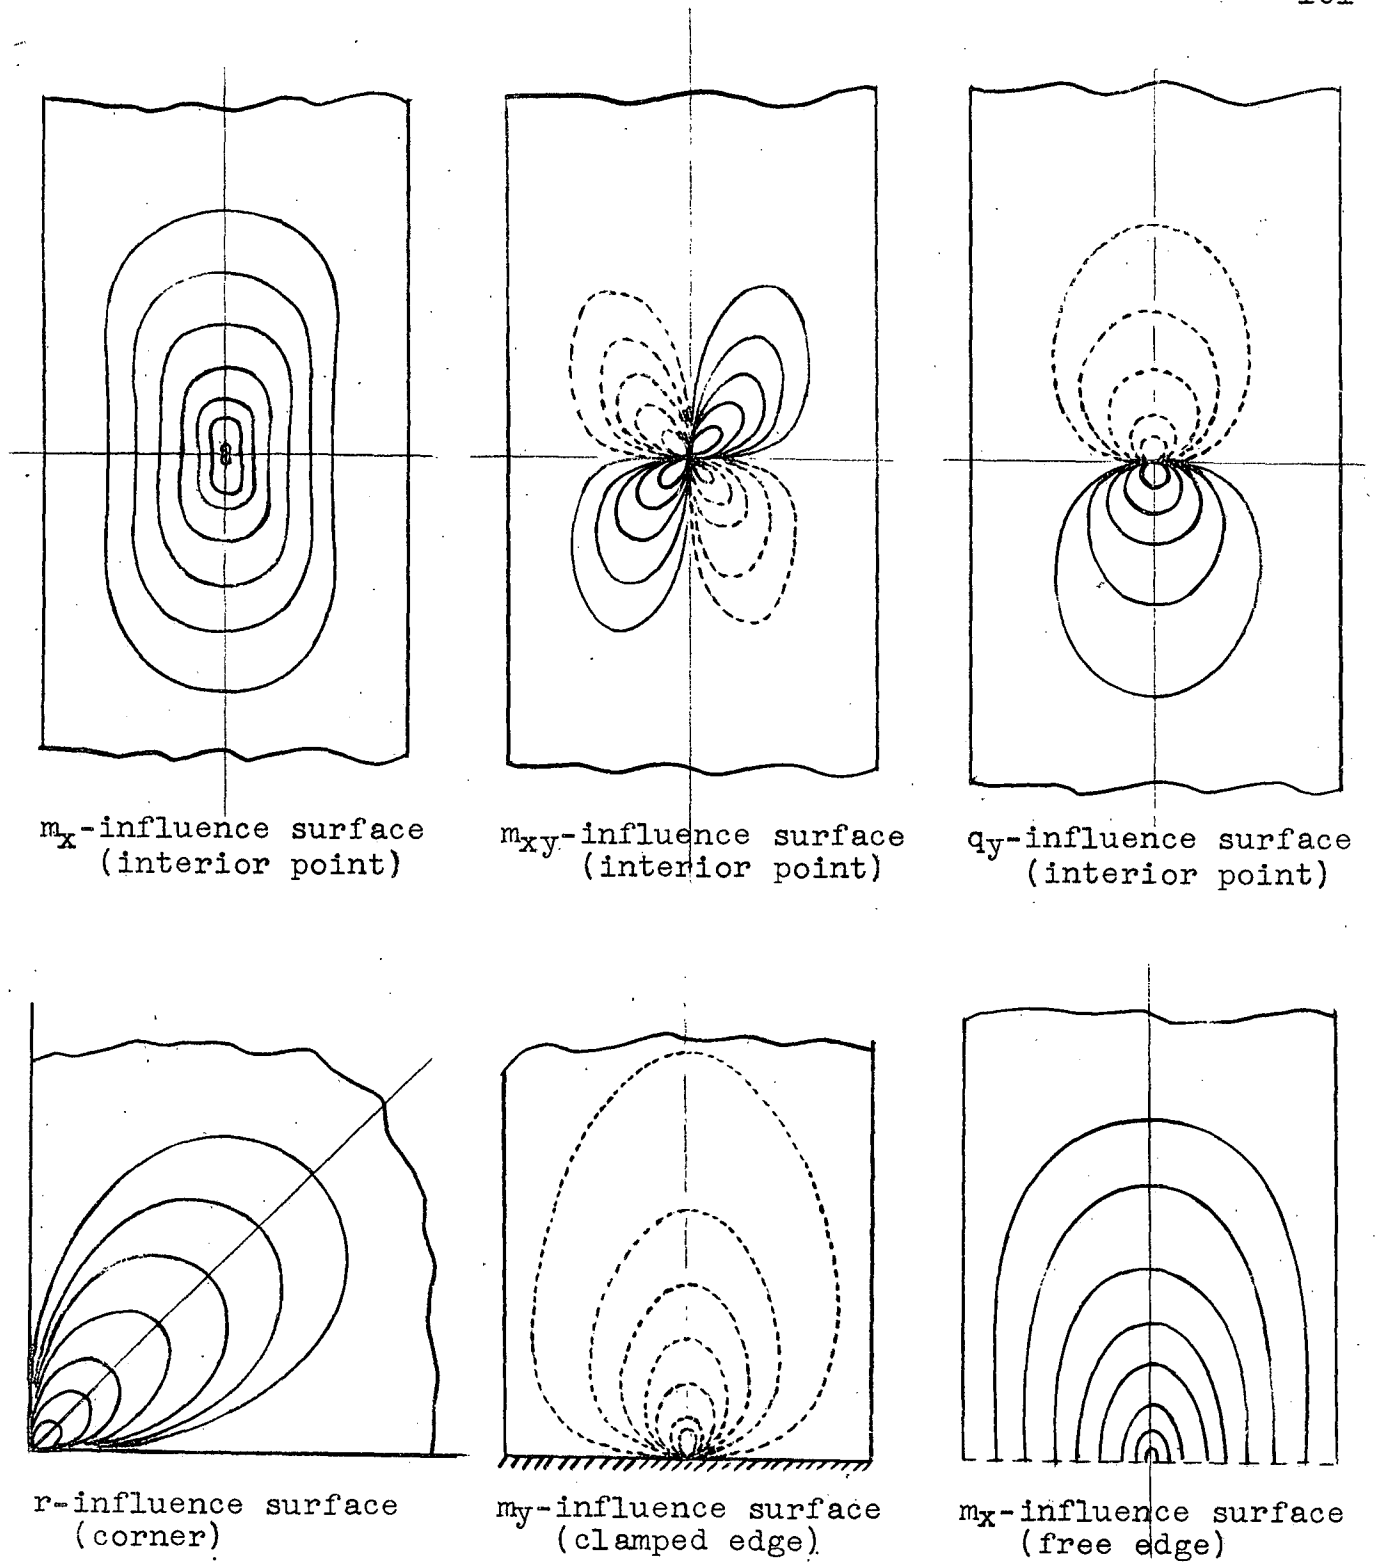 mx-influence surface
(interior point)
mxy-influence surface
(interior point)
qy-influence surface
(interior point)
r-influence surface
(corner)
my-influence surface
(clamped edge)
mx-influence surface
(free edge)